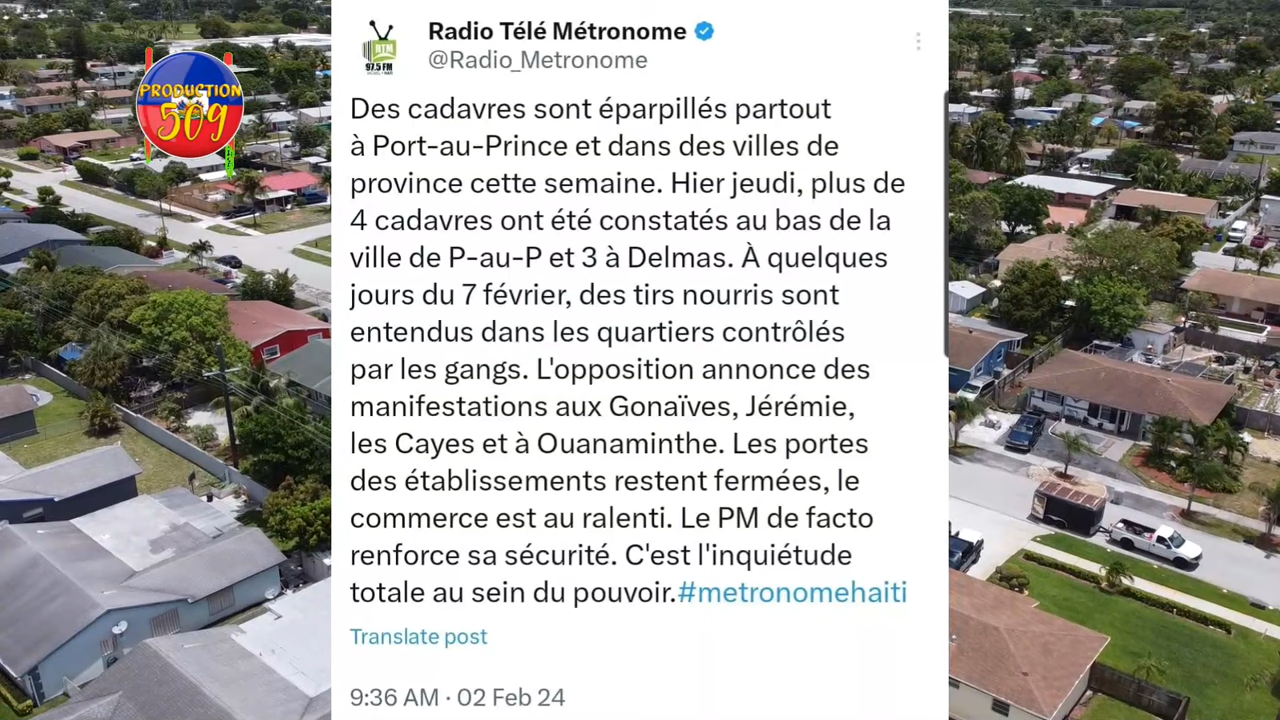 PRODUCTION
509
RTM
97.5 FM
Radio Télé Métronome
@Radio_Metronome
Des cadavres sont éparpillés partout
à Port-au-Prince et dans des villes de
province cette semaine. Hier jeudi, plus de
4 cadavres ont été constatés au bas de la
ville de P-au-P et 3 à Delmas. À quelques
jours du 7 février, des tirs nourris sont
entendus dans les quartiers contrôlés
par les gangs. L'opposition annonce des
manifestations aux Gonaïves, Jérémie,
les Cayes et à Ouanaminthe. Les portes
des établissements restent fermées, le
commerce est au ralenti. Le PM de facto
renforce sa sécurité. C'est l'inquiétude
totale au sein du pouvoir.#metronomehaiti
Translate post
9:36 AM · 02 Feb 24